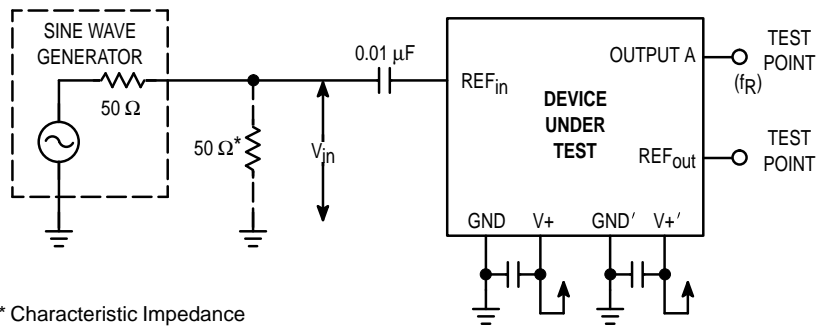 SINE WAVE
GENERATOR
50 Ω
50 Ω*
Vin
0.01 μF
REFin
DEVICE
UNDER
TEST
OUTPUT A
(fR)
TEST
POINT
REFout
TEST
POINT
GND
V+
GND′
V+′
* Characteristic Impedance